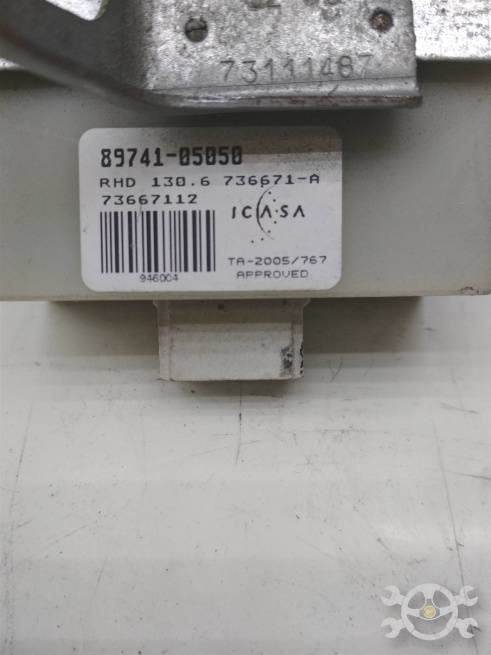 73111487
89741-05050
RHD 130.6 736671-A
73667112
ICASA
TA-2005/767
APPROVED
946004